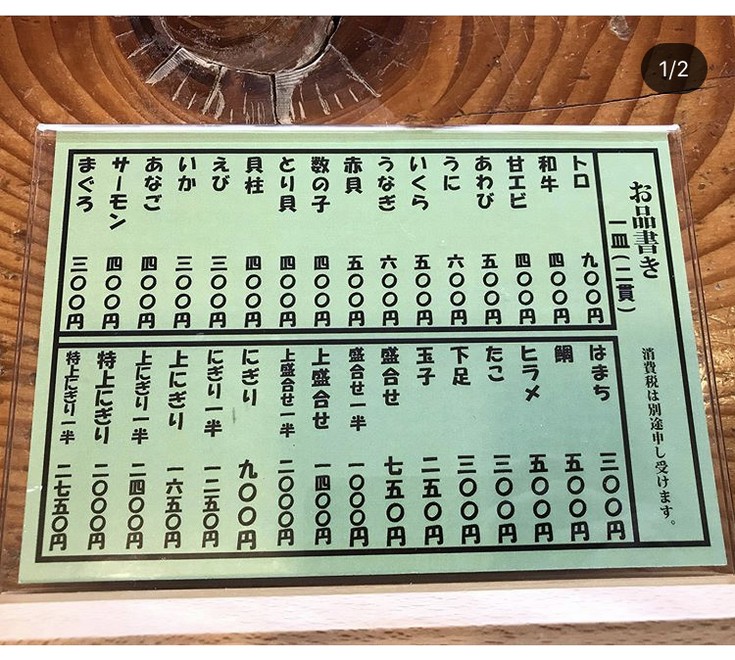 1/2
お品書き
消費税は別途申し受けます。
一皿(二貫)
トロ 九〇〇円
和牛 四〇〇円
甘エビ 四〇〇円
あわび 五〇〇円
うに 六〇〇円
いくら 五〇〇円
うなぎ 六〇〇円
赤貝 五〇〇円
数の子 四〇〇円
とり貝 四〇〇円
貝柱 四〇〇円
えび 三〇〇円
いか 三〇〇円
あなご 四〇〇円
サーモン 四〇〇円
まぐろ 三〇〇円
はまち 三〇〇円
鯛 五〇〇円
ヒラメ 五〇〇円
たこ 三〇〇円
下足 三〇〇円
玉子 二五〇円
盛合せ 七五〇円
盛合せ一半 一〇〇〇円
上盛合せ 一四〇〇円
上盛合せ一半 二〇〇〇円
にぎり 九〇〇円
にぎり一半 一二五〇円
上にぎり 一六五〇円
上にぎり一半 二四〇〇円
特上にぎり 二〇〇〇円
特上にぎり一半 二七五〇円